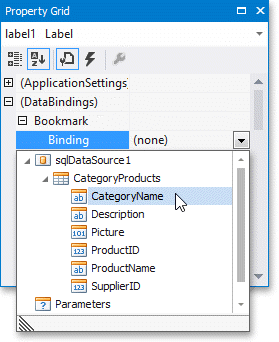 Property Grid
label1 Label
(ApplicationSettings)
(DataBindings)
Bookmark
Binding (none)
sqlDataSource1
CategoryProducts
ab CategoryName
ab Description
101 Picture
123 ProductID
ab ProductName
123 SupplierID
? Parameters